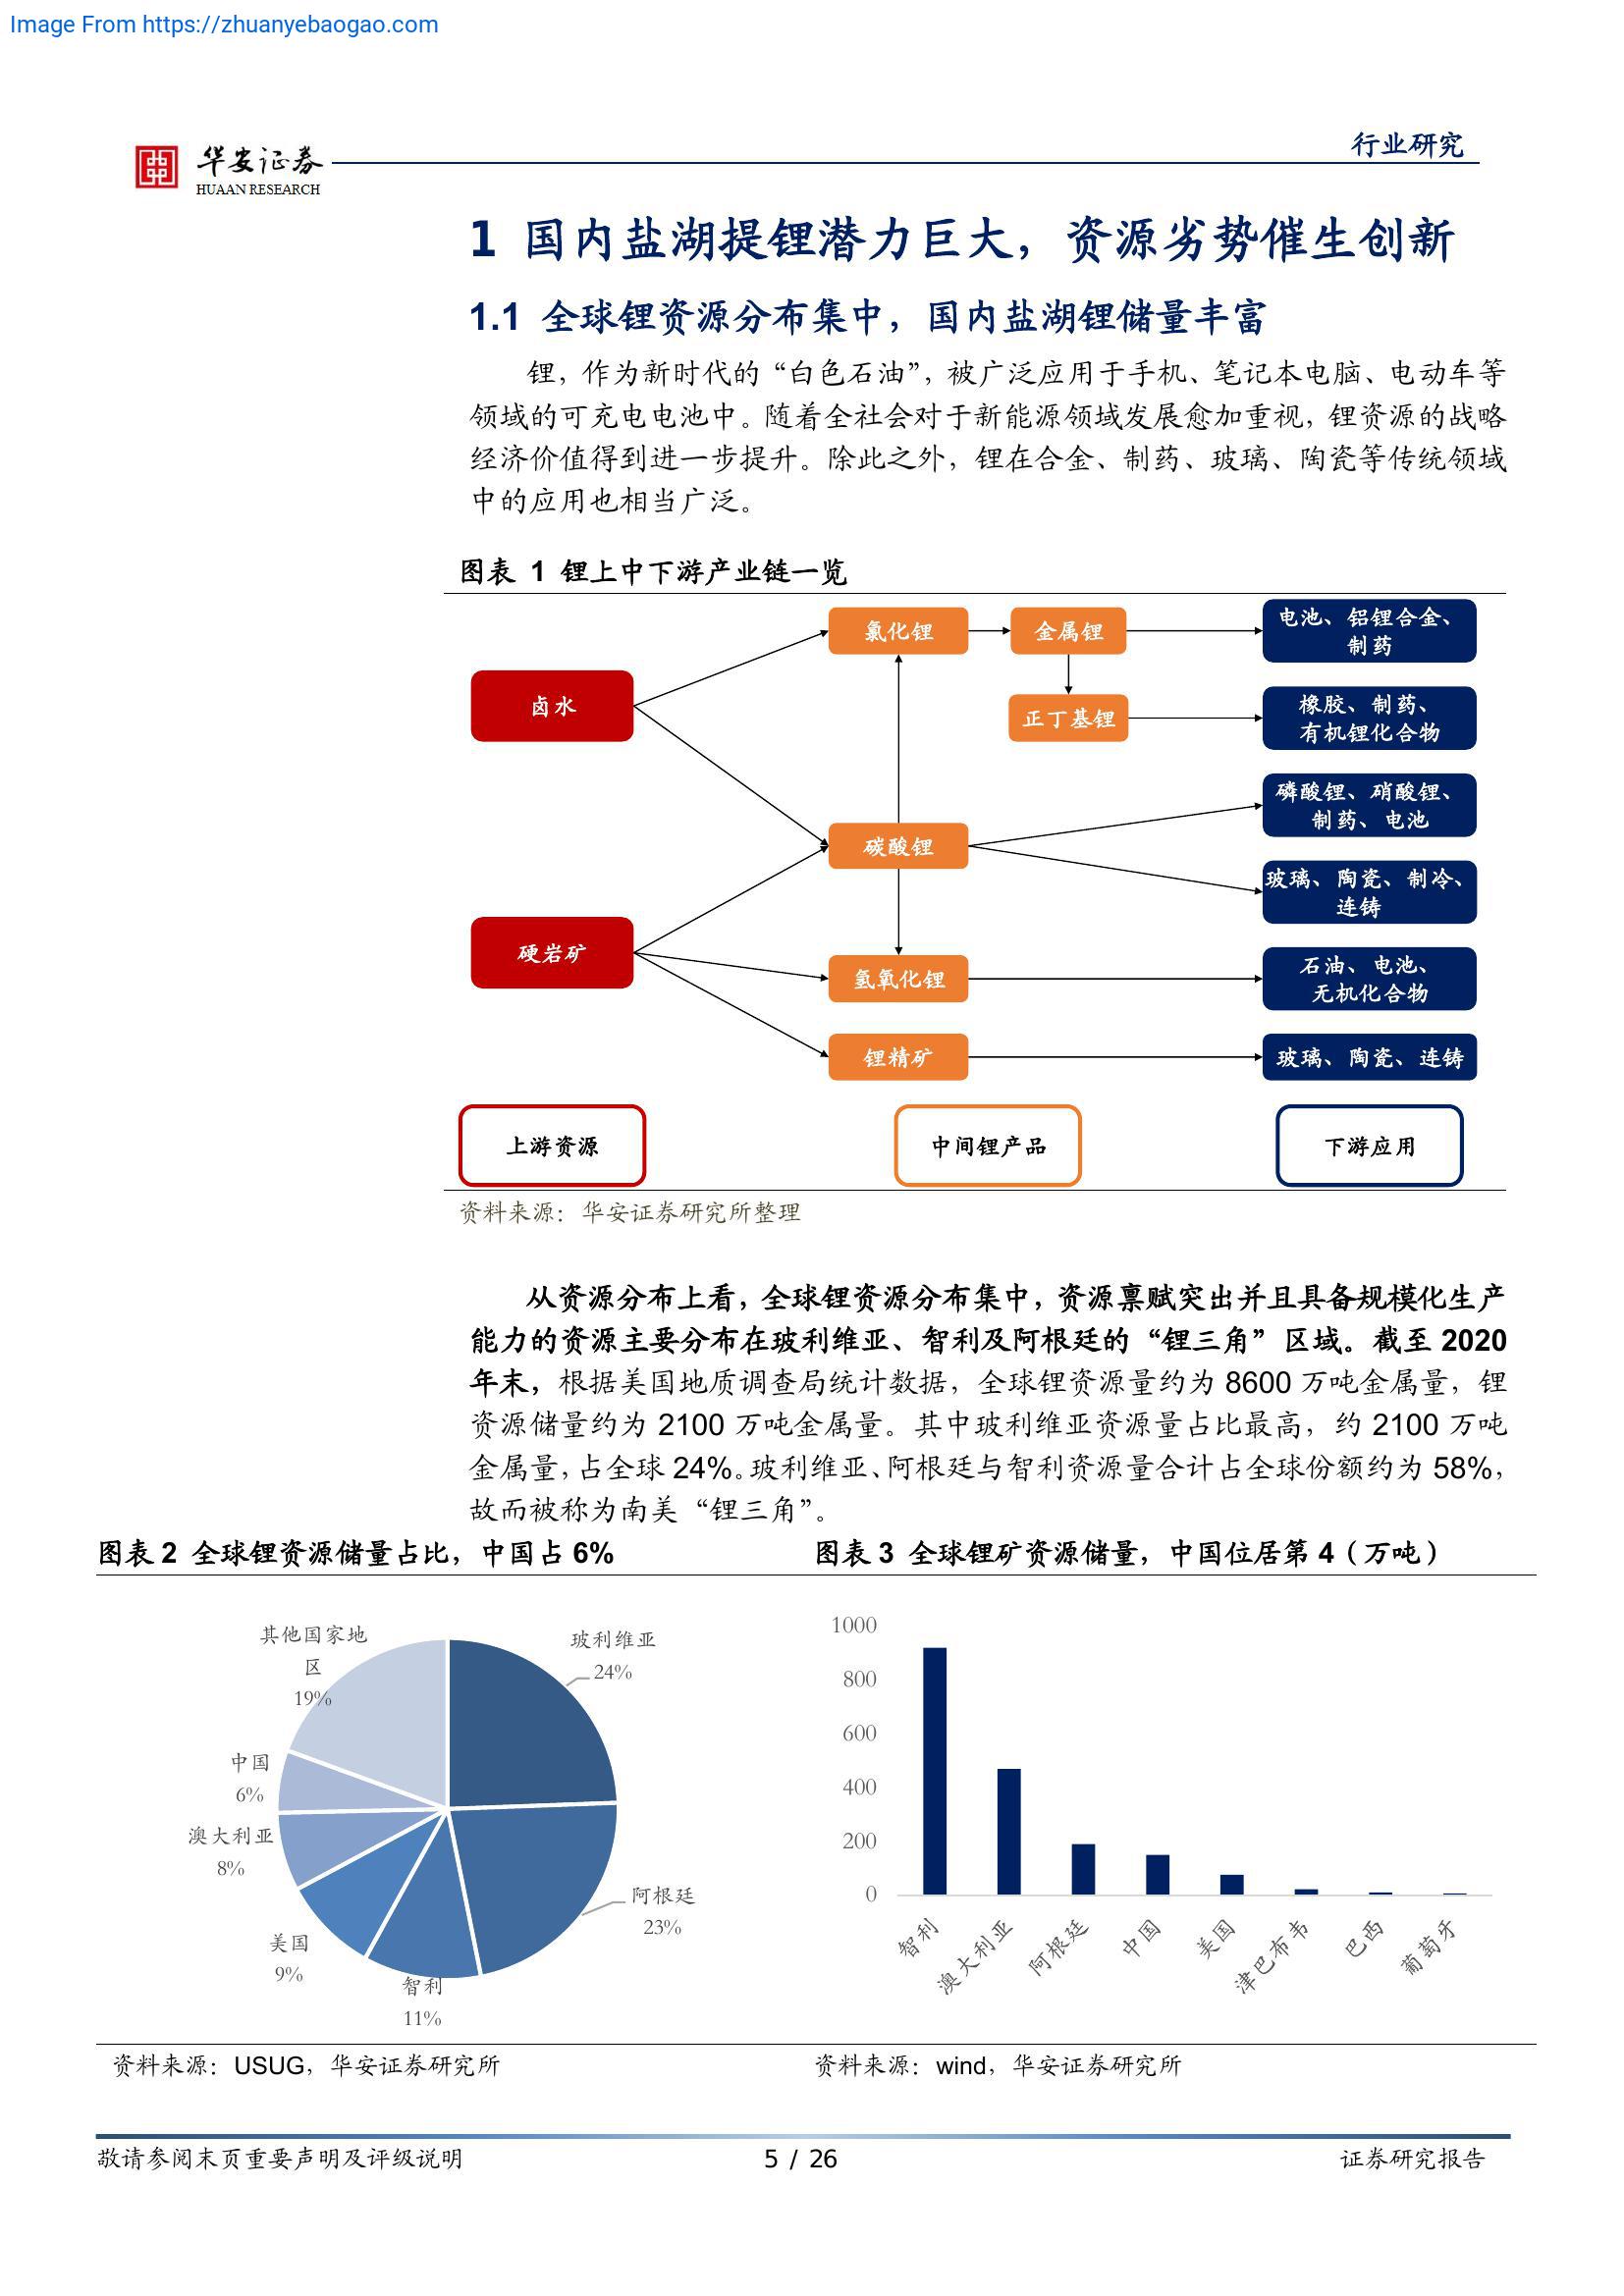 Image From https://zhuanyebaogao.com
华安证券
HUAAN RESEARCH
行业研究
1 国内盐湖提锂潜力巨大，资源劣势催生创新
1.1 全球锂资源分布集中，国内盐湖锂储量丰富
锂，作为新时代的“白色石油”，被广泛应用于手机、笔记本电脑、电动车等
领域的可充电电池中。随着全社会对于新能源领域发展愈加重视，锂资源的战略
经济价值得到进一步提升。除此之外，锂在合金、制药、玻璃、陶瓷等传统领域
中的应用也相当广泛。
图表 1 锂上中下游产业链一览
氯化锂
金属锂
电池、铝锂合金、
制药
卤水
正丁基锂
橡胶、制药、
有机锂化合物
磷酸锂、硝酸锂、
制药、电池
碳酸锂
玻璃、陶瓷、制冷、
连铸
硬岩矿
氢氧化锂
石油、电池、
无机化合物
锂精矿
玻璃、陶瓷、连铸
上游资源
中间锂产品
下游应用
资料来源：华安证券研究所整理
从资源分布上看，全球锂资源分布集中，资源禀赋突出并且具备规模化生产
能力的资源主要分布在玻利维亚、智利及阿根廷的“锂三角”区域。截至 2020
年末，根据美国地质调查局统计数据，全球锂资源量约为 8600 万吨金属量，锂
资源储量约为 2100 万吨金属量。其中玻利维亚资源量占比最高，约 2100 万吨
金属量，占全球 24%。玻利维亚、阿根廷与智利资源量合计占全球份额约为 58%，
故而被称为南美“锂三角”。
图表 2 全球锂资源储量占比，中国占 6%
其他国家地
区
19%
玻利维亚
24%
中国
6%
澳大利亚
8%
阿根廷
23%
美国
9%
智利
11%
资料来源：USUG，华安证券研究所
图表 3 全球锂矿资源储量，中国位居第 4（万吨）
1000
800
600
400
200
0
智利
澳大利亚
阿根廷
中国
美国
津巴布韦
巴西
葡萄牙
资料来源：wind，华安证券研究所
敬请参阅末页重要声明及评级说明
5 / 26
证券研究报告